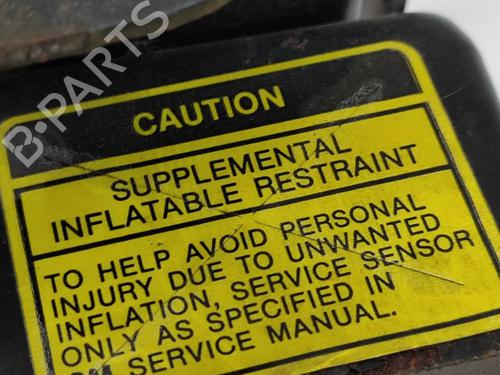 B-PARTS
CAUTION
SUPPLEMENTAL
INFLATABLE RESTRAINT
TO HELP AVOID PERSONAL
INJURY DUE TO UNWANTED
INFLATION, SERVICE SENSOR
ONLY AS SPECIFIED IN
GM SERVICE MANUAL.